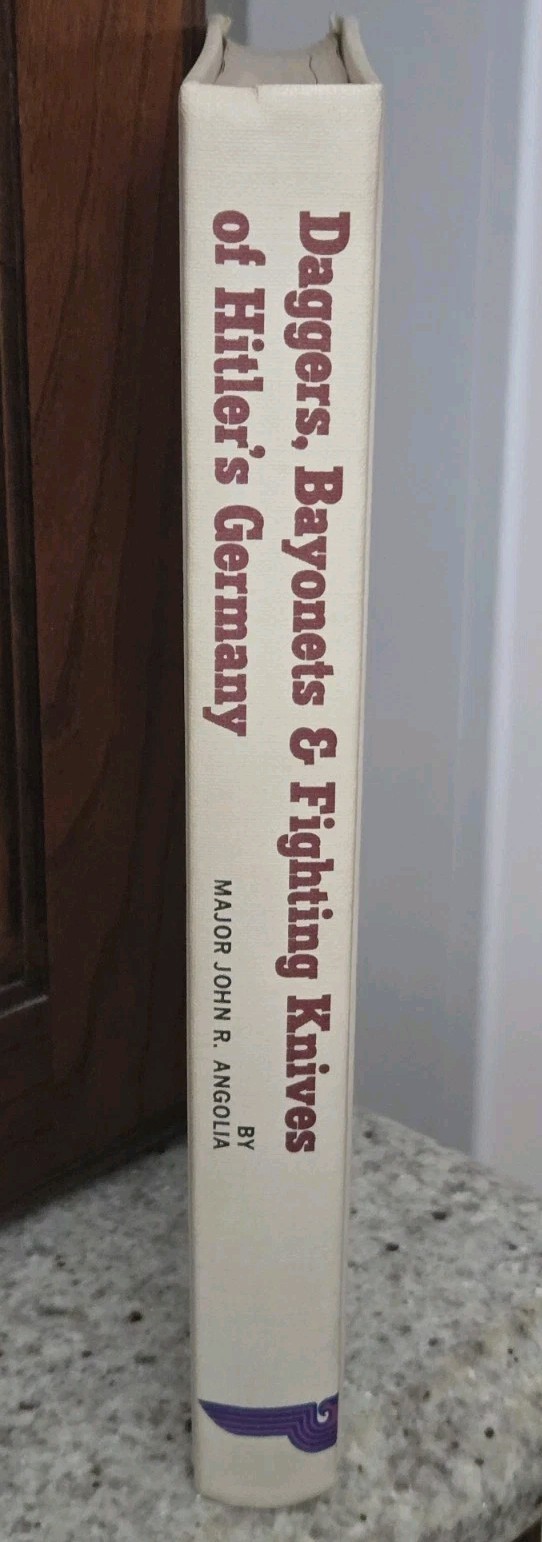 Daggers, Bayonets & Fighting Knives
of Hitler's Germany
BY
MAJOR JOHN R. ANGOLIA